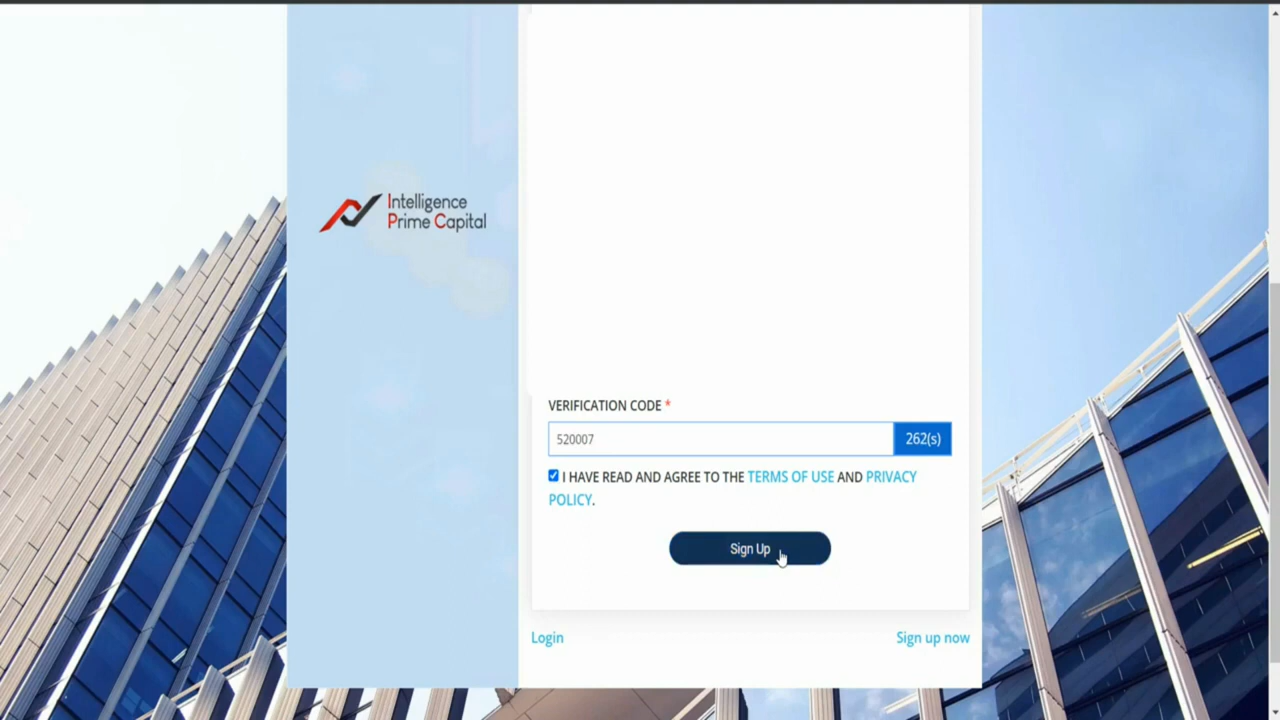 Intelligence
Prime Capital
VERIFICATION CODE *
520007
262(s)
I HAVE READ AND AGREE TO THE TERMS OF USE AND PRIVACY
POLICY.
Sign Up
Login
Sign up now